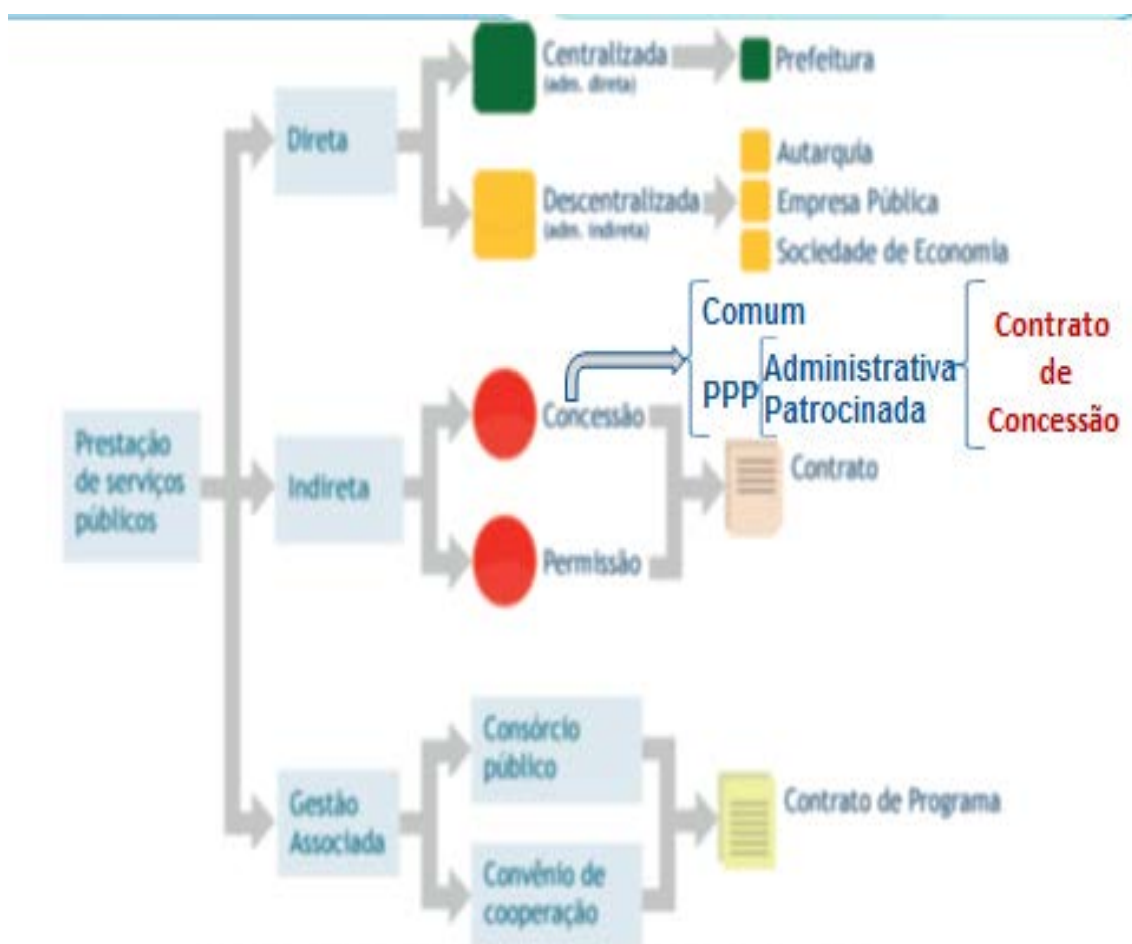 Centralizada
(adm. direta)
Prefeitura
Direta
Autarquia
Descentralizada
(adm. indireta)
Empresa Pública
Sociedade de Economia
Comum
PPP
Administrativa
Patrocinada
Contrato
de
Concessão
Concessão
Prestação
de serviços
públicos
Indireta
Contrato
Permissão
Consórcio
público
Gestão
Associada
Contrato de Programa
Convênio de
cooperação